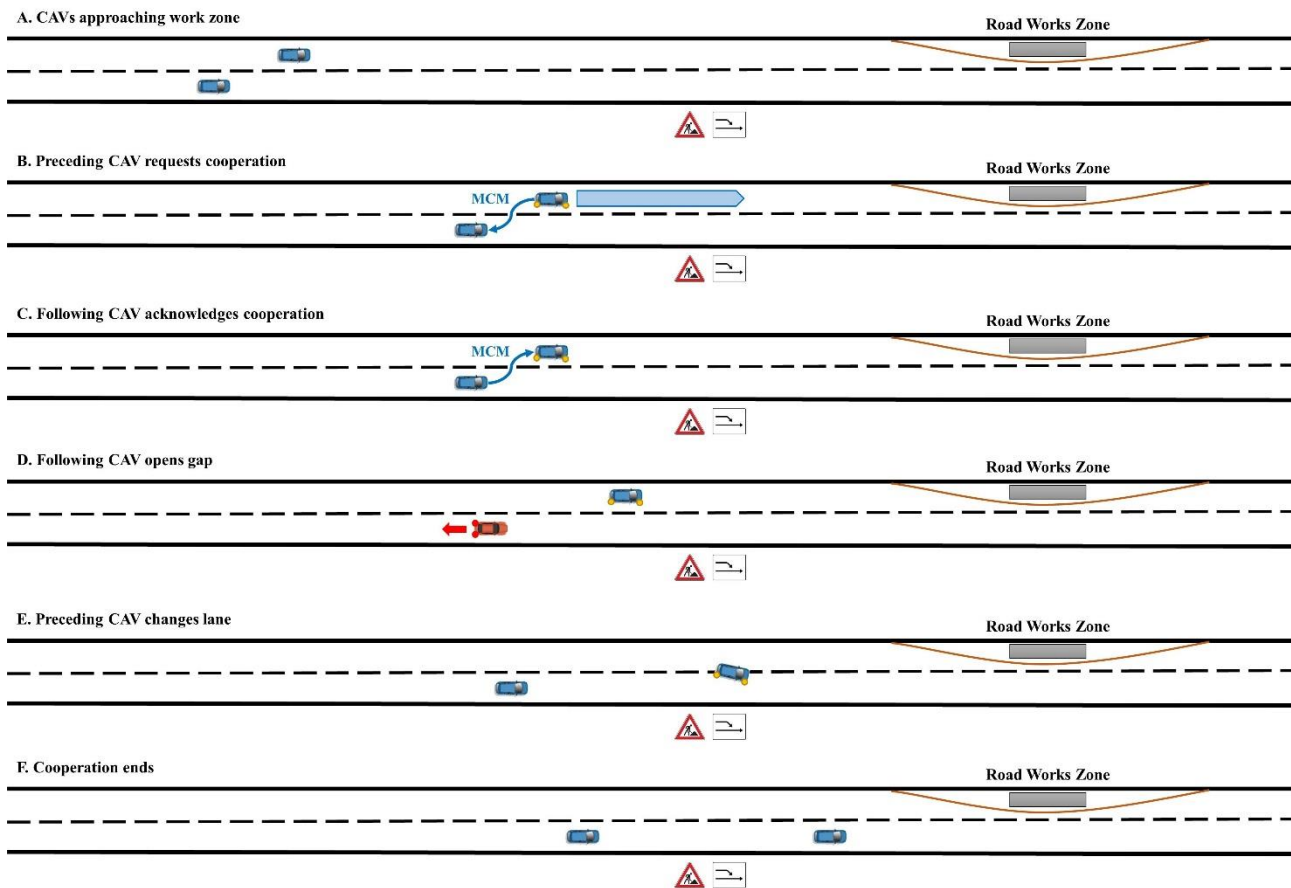 A. CAVs approaching work zone
Road Works Zone
B. Preceding CAV requests cooperation
Road Works Zone
MCM
C. Following CAV acknowledges cooperation
Road Works Zone
MCM
D. Following CAV opens gap
Road Works Zone
E. Preceding CAV changes lane
Road Works Zone
F. Cooperation ends
Road Works Zone